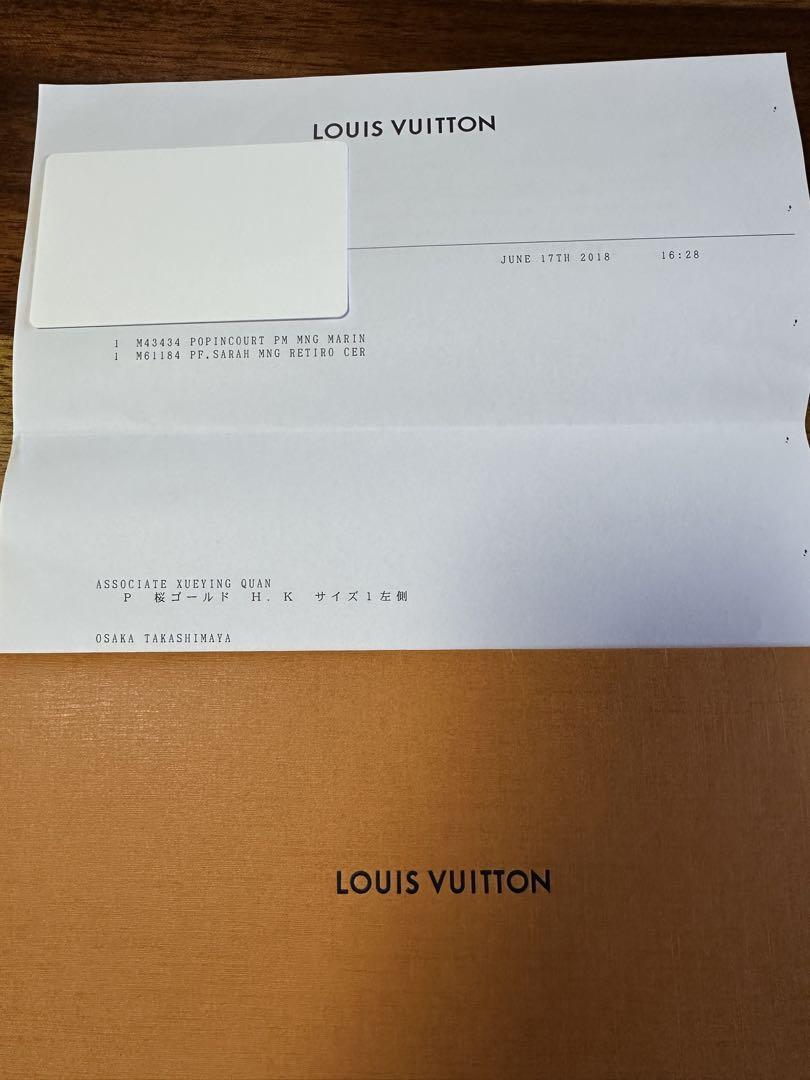 LOUIS VUITTON
JUNE 17TH 2018 16:28
1 M43434 POPINCOURT PM MNG MARIN
1 M61184 PF.SARAH MNG RETIRO CER
ASSOCIATE XUEYING QUAN
P 桜ゴールド H.K サイズ1左側
OSAKA TAKASHIMAYA
LOUIS VUITTON